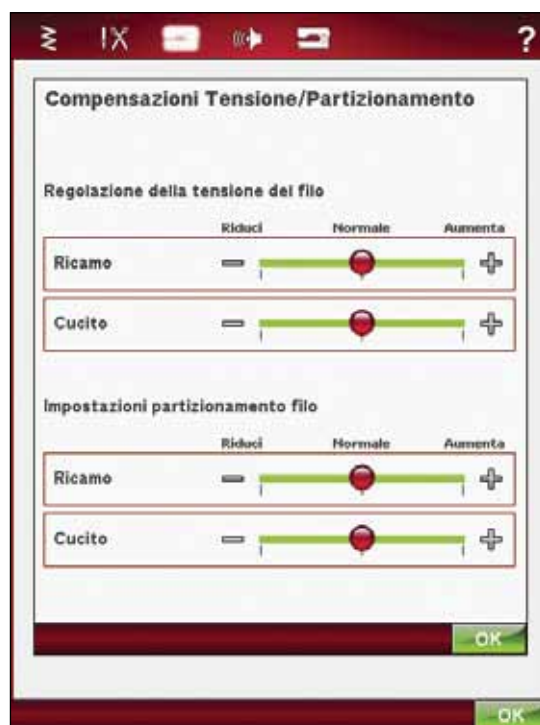 ?
Compensazioni Tensione/Partizionamento
Regolazione della tensione del filo
Riduci Normale Aumenta
Ricamo
Cucito
Impostazioni partizionamento filo
Riduci Normale Aumenta
Ricamo
Cucito
OK
OK